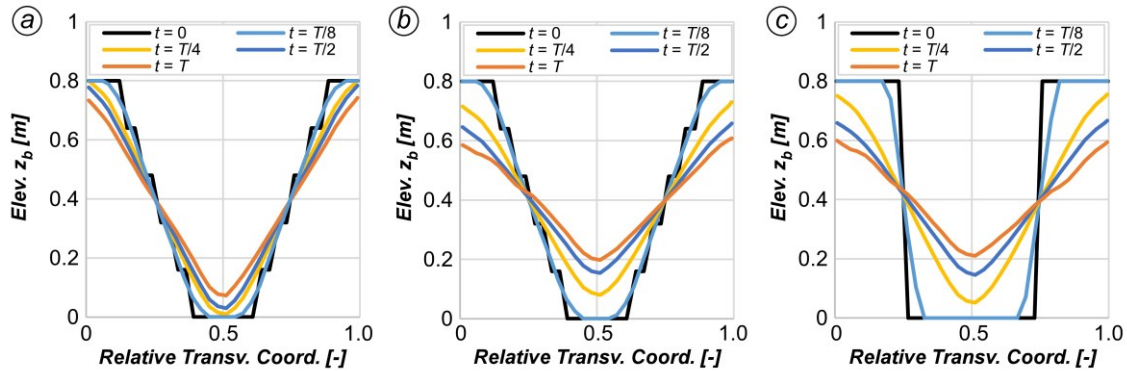 a
t = 0
t = T/8
t = T/4
t = T/2
t = T
1
0.8
0.6
0.4
0.2
0
Elev. z_b [m]
0
0.5
1.0
Relative Transv. Coord. [-]
b
t = 0
t = T/8
t = T/4
t = T/2
t = T
1
0.8
0.6
0.4
0.2
0
Elev. z_b [m]
0
0.5
1.0
Relative Transv. Coord. [-]
c
t = 0
t = T/8
t = T/4
t = T/2
t = T
1
0.8
0.6
0.4
0.2
0
Elev. z_b [m]
0
0.5
1.0
Relative Transv. Coord. [-]